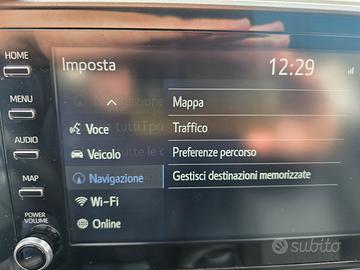 HOME
MENU
AUDIO
MAP
POWER
VOLUME
Imposta
12:29
Voce
Veicolo
Navigazione
Wi-Fi
Online
Mappa
Traffico
Preferenze percorso
Gestisci destinazioni memorizzate
subito